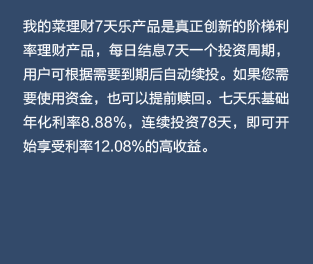 我的菜理财7天乐产品是真正创新的阶梯利
率理财产品，每日结息7天一个投资周期，
用户可根据需要到期后自动续投。如果您需
要使用资金，也可以提前赎回。七天乐基础
年化利率8.88%，连续投资78天，即可开
始享受利率12.08%的高收益。